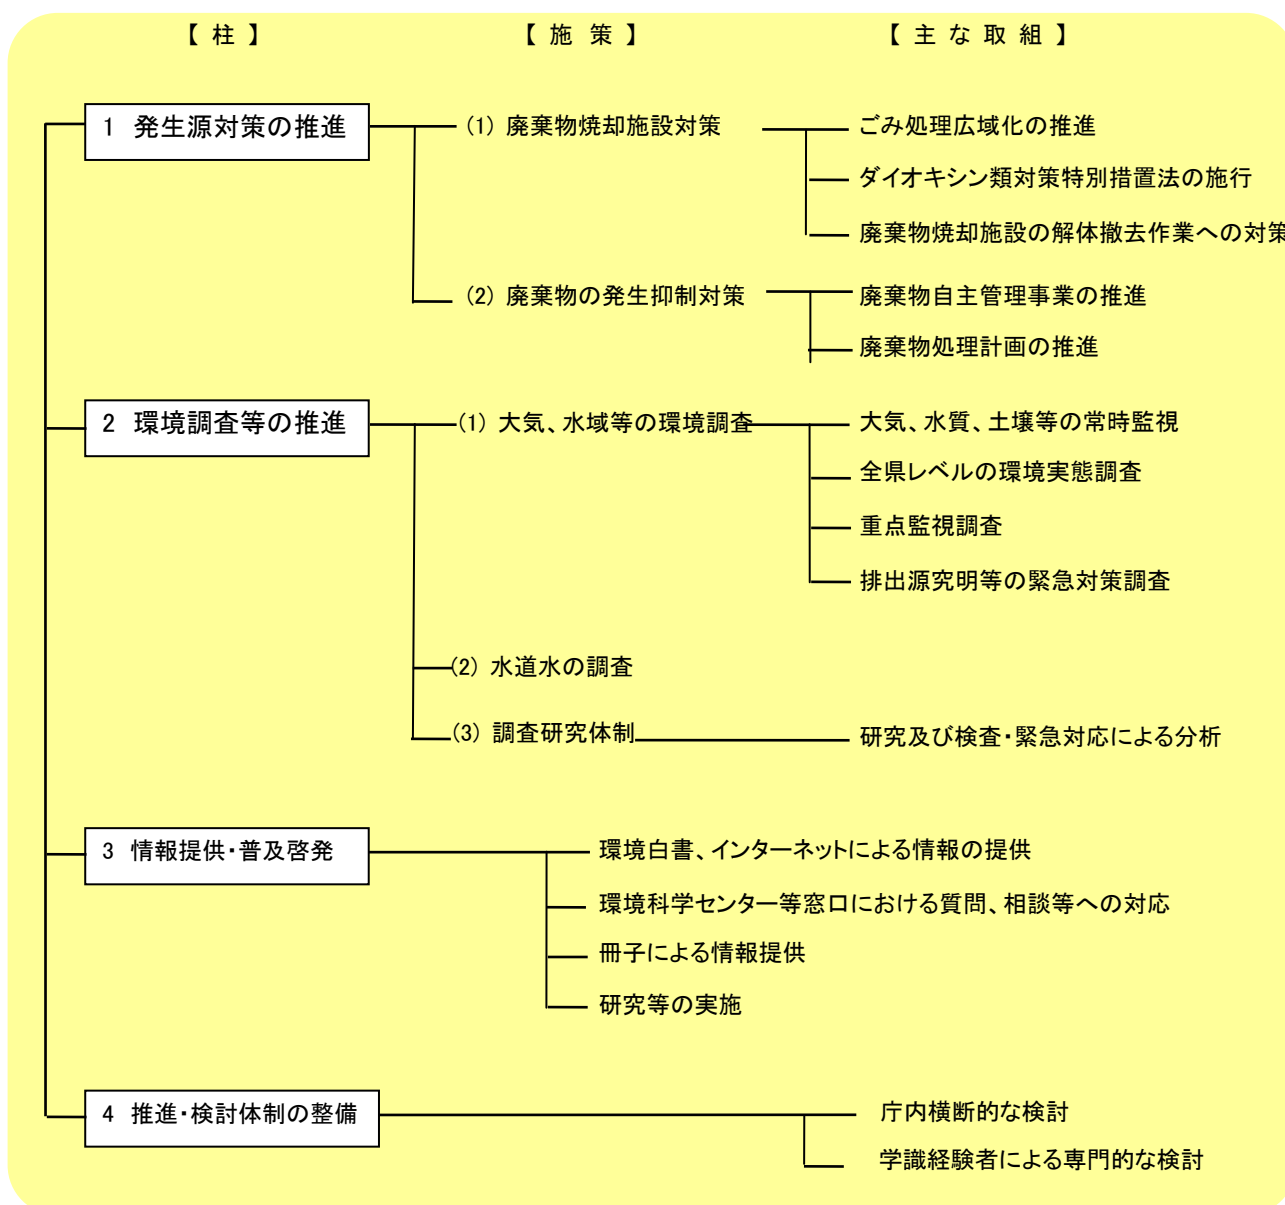 【 柱 】 【 施 策 】 【 主 な 取 組 】
1 発生源対策の推進 (1) 廃棄物焼却施設対策 ごみ処理広域化の推進
ダイオキシン類対策特別措置法の施行
廃棄物焼却施設の解体撤去作業への対策
(2) 廃棄物の発生抑制対策 廃棄物自主管理事業の推進
廃棄物処理計画の推進
2 環境調査等の推進 (1) 大気、水域等の環境調査 大気、水質、土壌等の常時監視
全県レベルの環境実態調査
重点監視調査
排出源究明等の緊急対策調査
(2) 水道水の調査
(3) 調査研究体制 研究及び検査・緊急対応による分析
3 情報提供・普及啓発 環境白書、インターネットによる情報の提供
環境科学センター等窓口における質問、相談等への対応
冊子による情報提供
研究等の実施
4 推進・検討体制の整備 庁内横断的な検討
学識経験者による専門的な検討